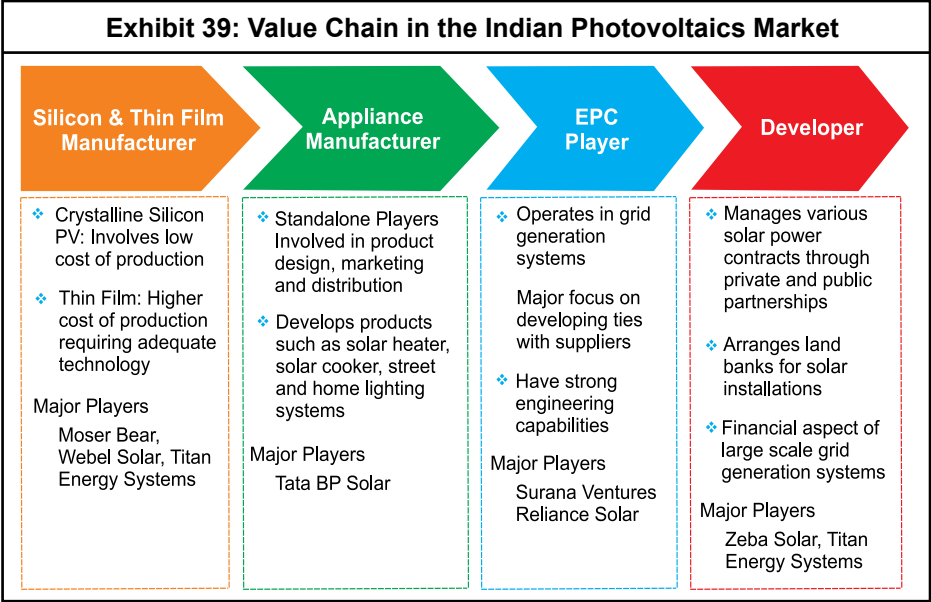 Exhibit 39: Value Chain in the Indian Photovoltaics Market
Silicon & Thin Film
Manufacturer
Crystalline Silicon
PV: Involves low
cost of production
Thin Film: Higher
cost of production
requiring adequate
technology
Major Players
Moser Bear,
Webel Solar, Titan
Energy Systems
Appliance
Manufacturer
Standalone Players
Involved in product
design, marketing
and distribution
Develops products
such as solar heater,
solar cooker, street
and home lighting
systems
Major Players
Tata BP Solar
EPC
Player
Operates in grid
generation
systems
Major focus on
developing ties
with suppliers
Have strong
engineering
capabilities
Major Players
Surana Ventures
Reliance Solar
Developer
Manages various
solar power
contracts through
private and public
partnerships
Arranges land
banks for solar
installations
Financial aspect of
large scale grid
generation systems
Major Players
Zeba Solar, Titan
Energy Systems